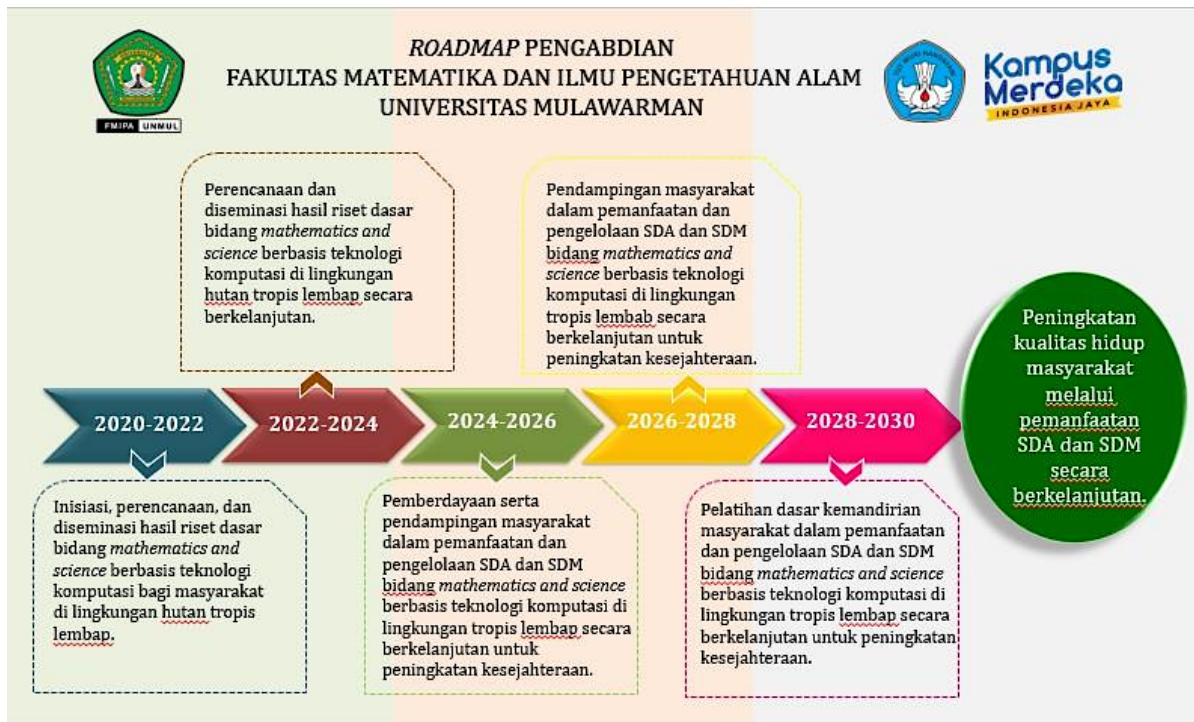 ROADMAP PENGABDIAN
FAKULTAS MATEMATIKA DAN ILMU PENGETAHUAN ALAM
UNIVERSITAS MULAWARMAN
FMIPA UNMUL
TUT WURI HANDAYANI
Kampus
Merdeka
INDONESIA JAYA
Perencanaan dan
diseminasi hasil riset dasar
bidang mathematics and
science berbasis teknologi
komputasi di lingkungan
hutan tropis lembap secara
berkelanjutan.
Pendampingan masyarakat
dalam pemanfaatan dan
pengelolaan SDA dan SDM
bidang mathematics and
science berbasis teknologi
komputasi di lingkungan
tropis lembab secara
berkelanjutan untuk
peningkatan kesejahteraan.
2020-2022
2022-2024
2024-2026
2026-2028
2028-2030
Peningkatan
kualitas hidup
masyarakat
melalui
pemanfaatan
SDA dan SDM
secara
berkelanjutan.
Inisiasi, perencanaan, dan
diseminasi hasil riset dasar
bidang mathematics and
science berbasis teknologi
komputasi bagi masyarakat
di lingkungan hutan tropis
lembap.
Pemberdayaan serta
pendampingan masyarakat
dalam pemanfaatan dan
pengelolaan SDA dan SDM
bidang mathematics and science
berbasis teknologi komputasi di
lingkungan tropis lembap secara
berkelanjutan untuk
peningkatan kesejahteraan.
Pelatihan dasar kemandirian
masyarakat dalam pemanfaatan
dan pengelolaan SDA dan SDM
bidang mathematics and science
berbasis teknologi komputasi di
lingkungan tropis lembap secara
berkelanjutan untuk peningkatan
kesejahteraan.